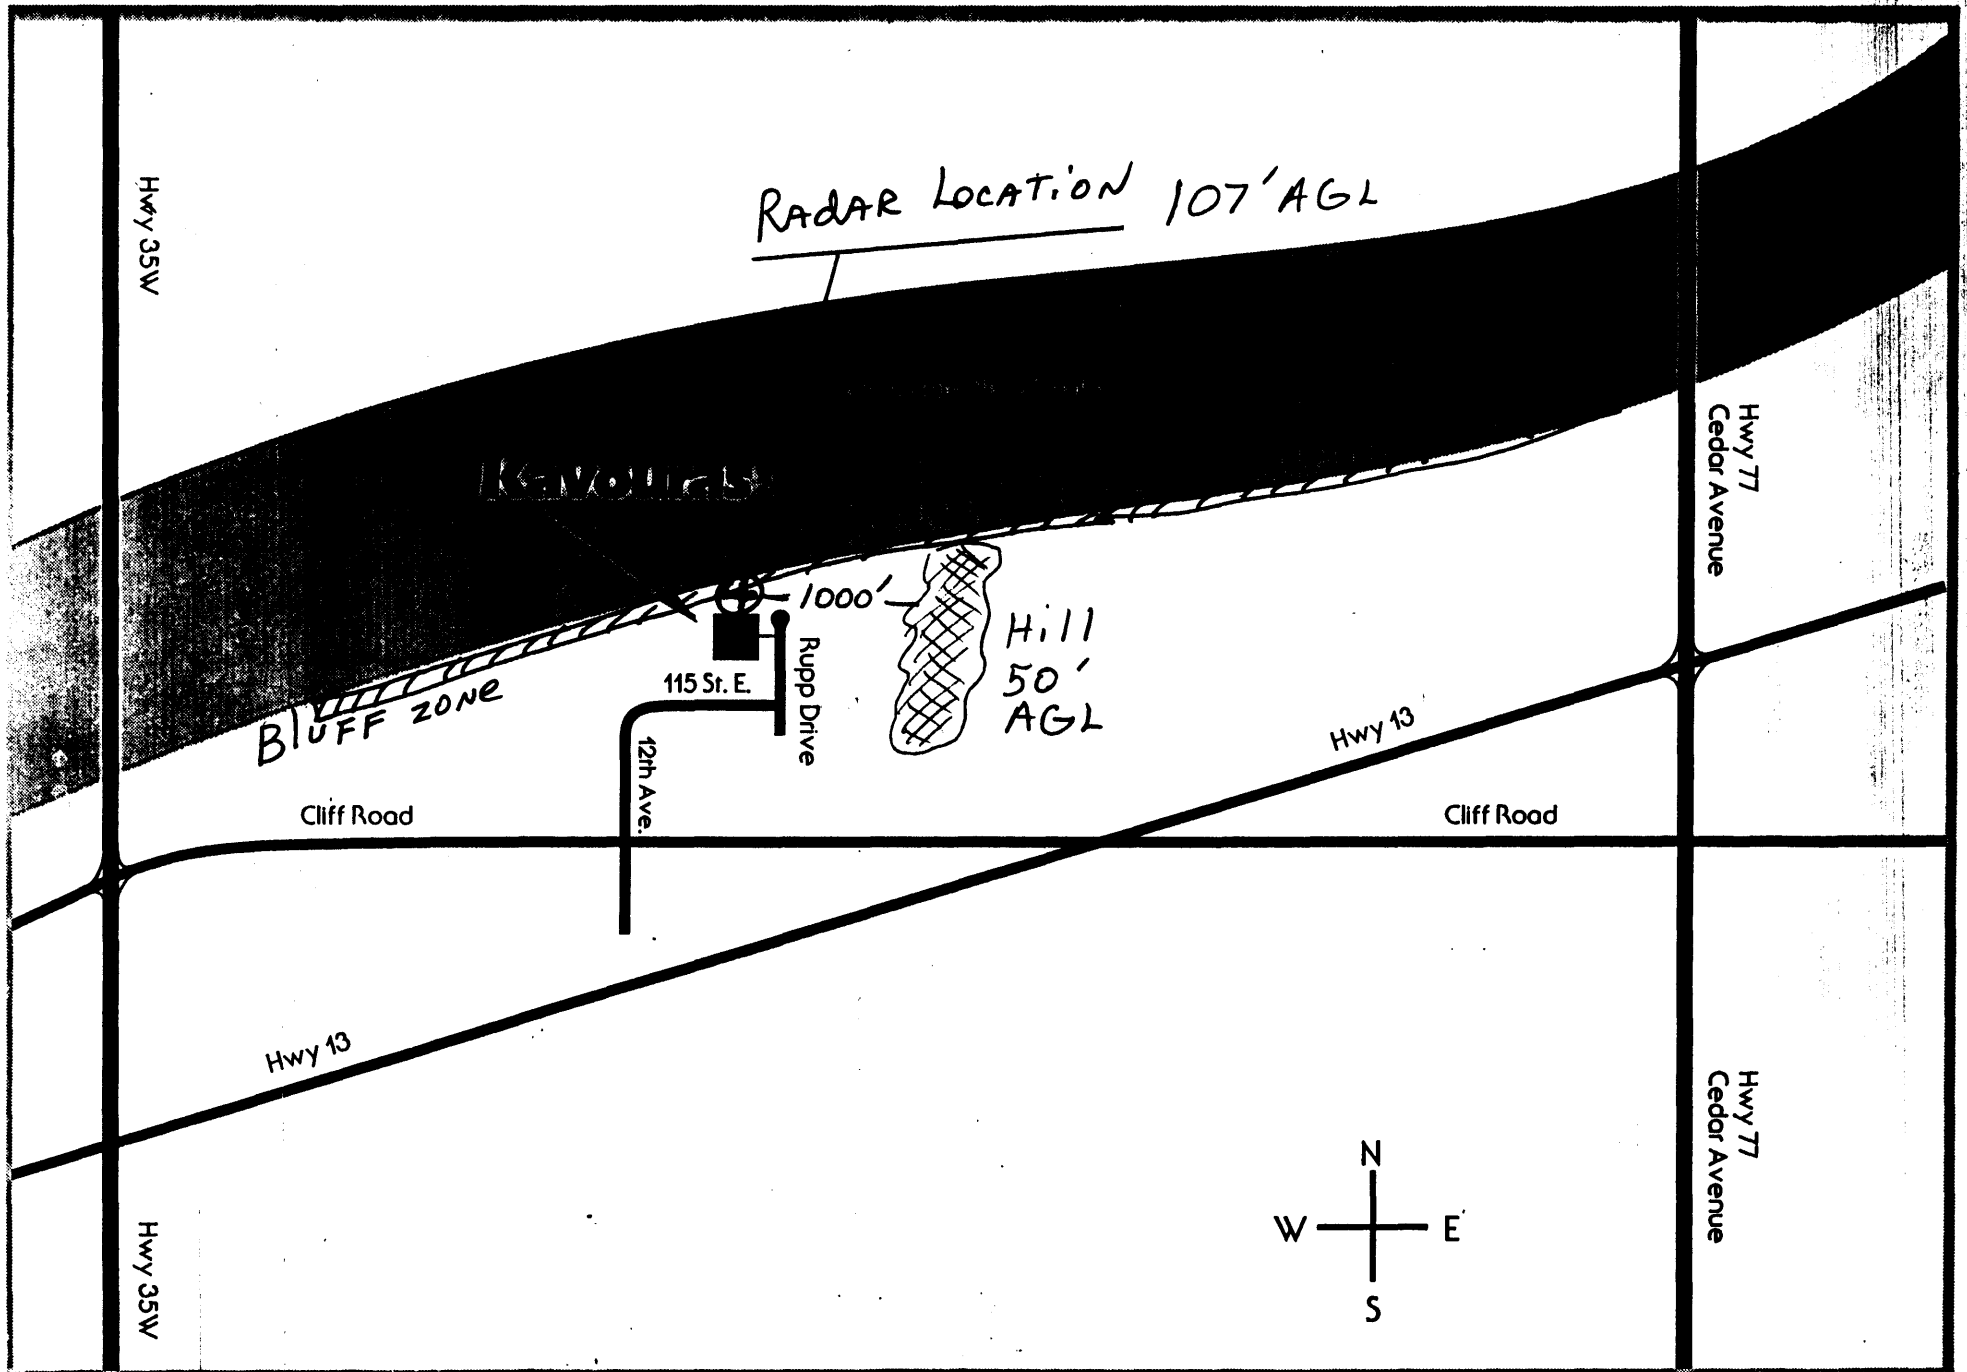 Hwy 35W
RADAR LOCATION 107' AGL
Kavouras
Hwy 77
Cedar Avenue
1000'
Hill
50'
AGL
Rupp Drive
115 St. E.
BLUFF ZONE
12th Ave.
Hwy 13
Cliff Road
Cliff Road
Hwy 13
Hwy 77
Cedar Avenue
N
W E
S
Hwy 35W